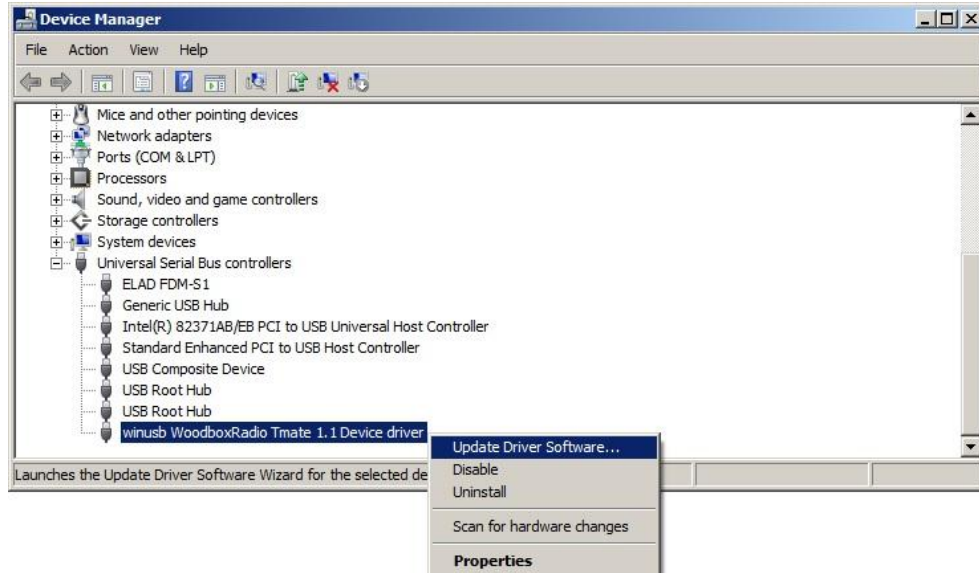 Device Manager
File Action View Help
Mice and other pointing devices
Network adapters
Ports (COM & LPT)
Processors
Sound, video and game controllers
Storage controllers
System devices
Universal Serial Bus controllers
ELAD FDM-S1
Generic USB Hub
Intel(R) 82371AB/EB PCI to USB Universal Host Controller
Standard Enhanced PCI to USB Host Controller
USB Composite Device
USB Root Hub
USB Root Hub
winusb WoodboxRadio Tmate 1.1 Device driver
Update Driver Software...
Disable
Uninstall
Scan for hardware changes
Properties
Launches the Update Driver Software Wizard for the selected de